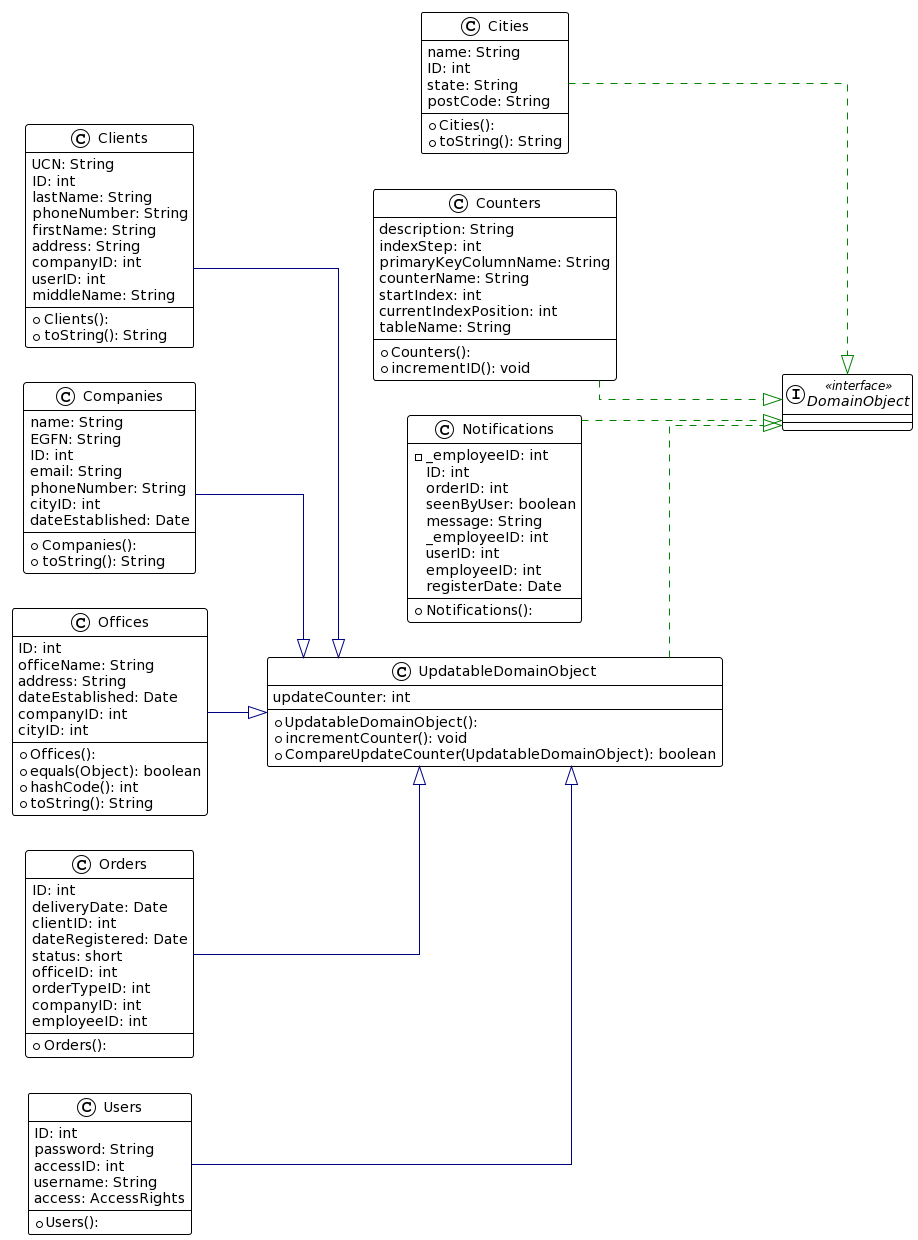 C Cities
name: String
ID: int
state: String
postCode: String
Cities():
toString(): String
C Clients
UCN: String
ID: int
lastName: String
phoneNumber: String
firstName: String
address: String
companyID: int
userID: int
middleName: String
Clients():
toString(): String
C Counters
description: String
indexStep: int
primaryKeyColumnName: String
counterName: String
startIndex: int
currentIndexPosition: int
tableName: String
Counters():
incrementID(): void
«interface»
I DomainObject
C Companies
name: String
EGFN: String
ID: int
email: String
phoneNumber: String
cityID: int
dateEstablished: Date
Companies():
toString(): String
C Notifications
_employeeID: int
ID: int
orderID: int
seenByUser: boolean
message: String
_employeeID: int
userID: int
employeeID: int
registerDate: Date
Notifications():
C Offices
ID: int
officeName: String
address: String
dateEstablished: Date
companyID: int
cityID: int
Offices():
equals(Object): boolean
hashCode(): int
toString(): String
C UpdatableDomainObject
updateCounter: int
UpdatableDomainObject():
incrementCounter(): void
CompareUpdateCounter(UpdatableDomainObject): boolean
C Orders
ID: int
deliveryDate: Date
clientID: int
dateRegistered: Date
status: short
officeID: int
orderTypeID: int
companyID: int
employeeID: int
Orders():
C Users
ID: int
password: String
accessID: int
username: String
access: AccessRights
Users():